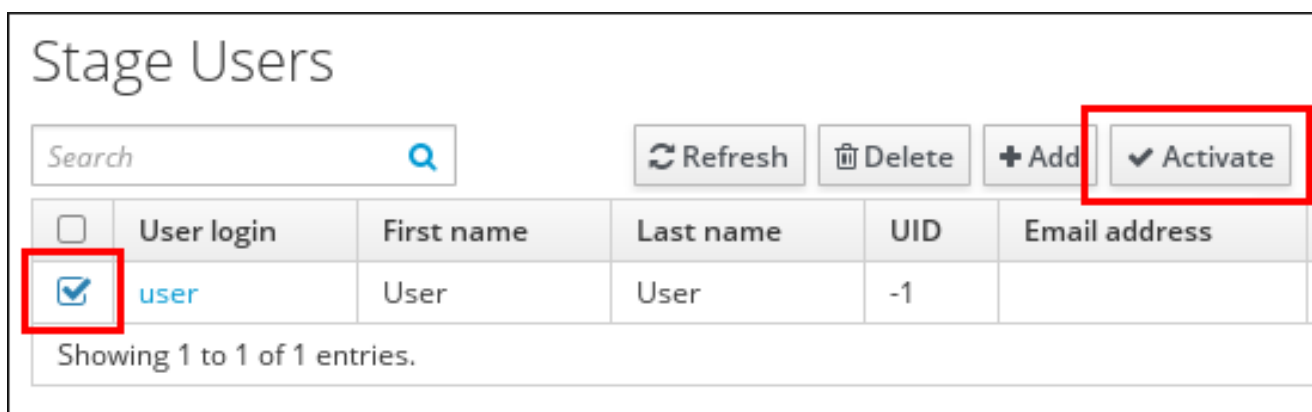 Stage Users
Search Refresh Delete Add Activate
User login First name Last name UID Email address
user User User -1
Showing 1 to 1 of 1 entries.